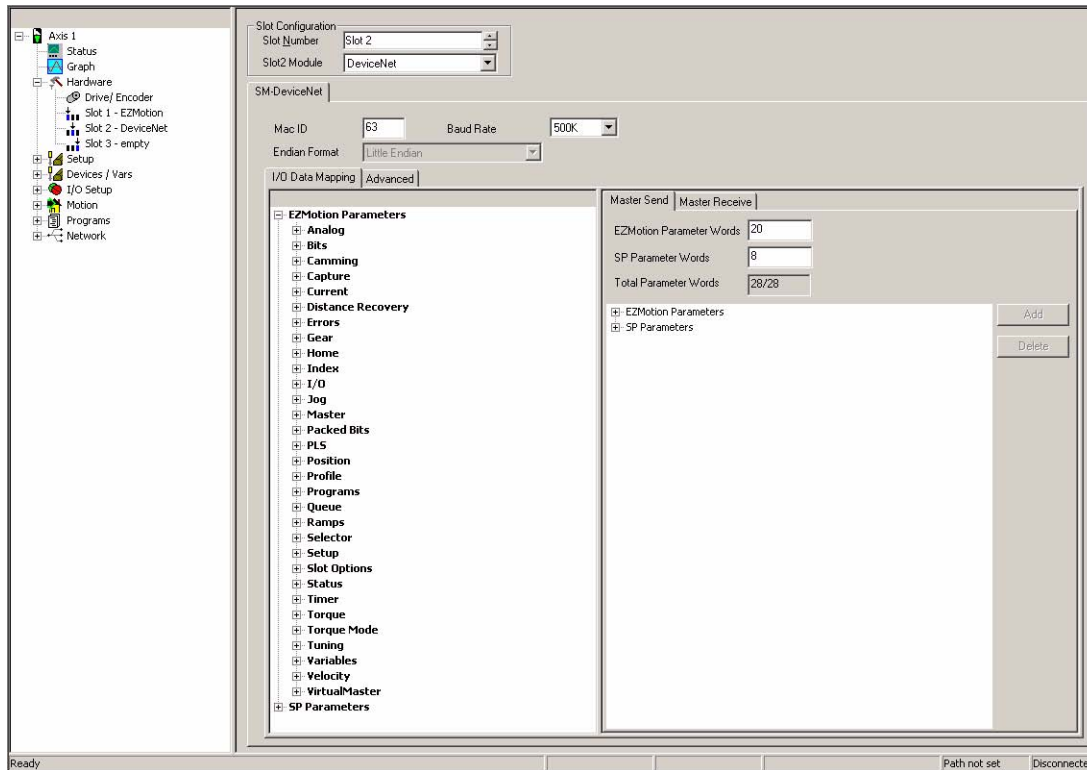 Axis 1
Status
Graph
Hardware
Drive/ Encoder
Slot 1 - EZMotion
Slot 2 - DeviceNet
Slot 3 - empty
Setup
Devices / Vars
I/O Setup
Motion
Programs
Network
Slot Configuration
Slot Number Slot 2
Slot2 Module DeviceNet
SM-DeviceNet
Mac ID 63 Baud Rate 500K
Endian Format Little Endian
I/O Data Mapping Advanced
EZMotion Parameters
Analog
Bits
Camming
Capture
Current
Distance Recovery
Errors
Gear
Home
Index
I/O
Jog
Master
Packed Bits
PLS
Position
Profile
Programs
Queue
Ramps
Selector
Setup
Slot Options
Status
Timer
Torque
Torque Mode
Tuning
Variables
Velocity
VirtualMaster
SP Parameters
Master Send Master Receive
EZMotion Parameter Words 20
SP Parameter Words 8
Total Parameter Words 28/28
EZMotion Parameters
SP Parameters
Add
Delete
Ready Path not set Disconnecte